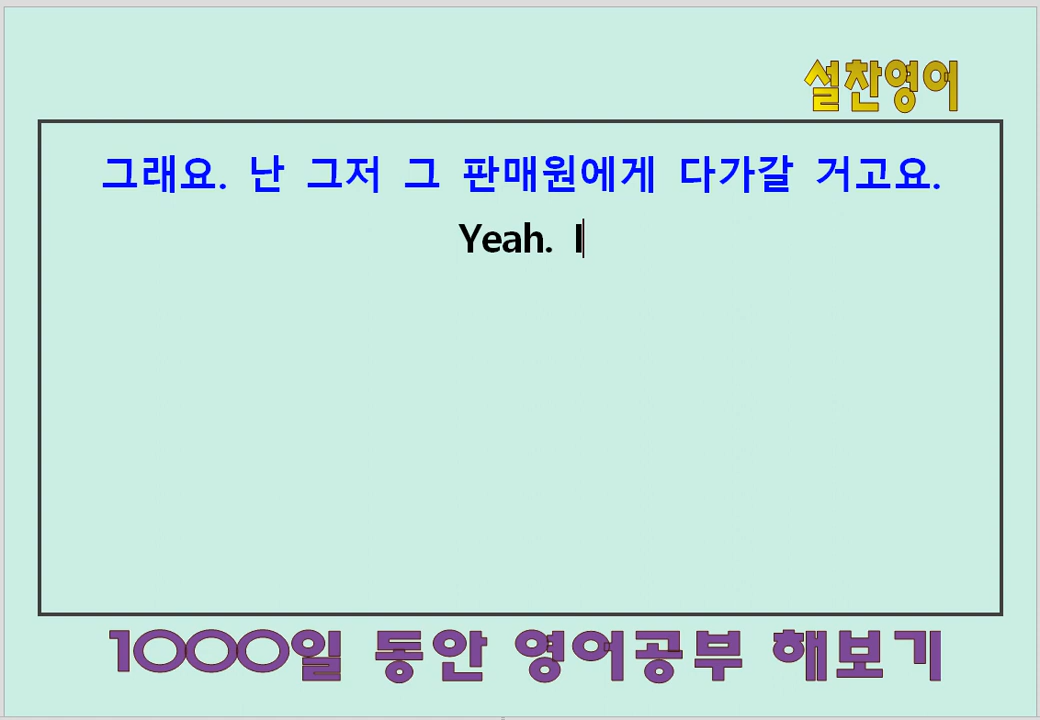 설찬영어
그래요. 난 그저 그 판매원에게 다가갈 거고요.
Yeah. I
1000일 동안 영어공부 해보기